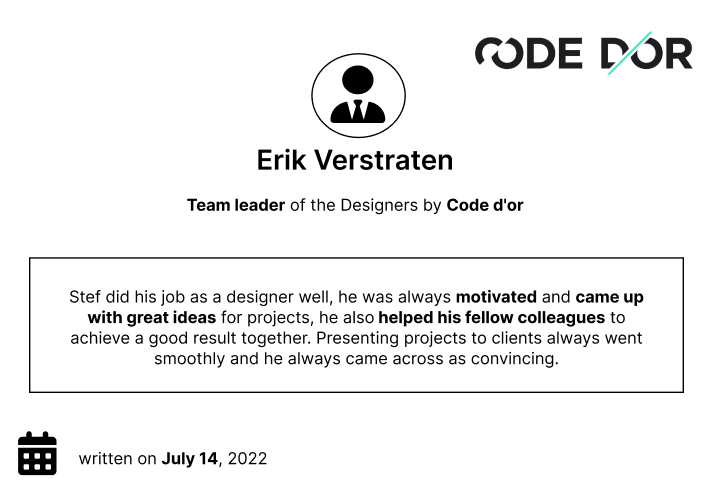 CODE D'OR
Erik Verstraten
Team leader of the Designers by Code d'or
Stef did his job as a designer well, he was always motivated and came up
with great ideas for projects, he also helped his fellow colleagues to
achieve a good result together. Presenting projects to clients always went
smoothly and he always came across as convincing.
written on July 14, 2022